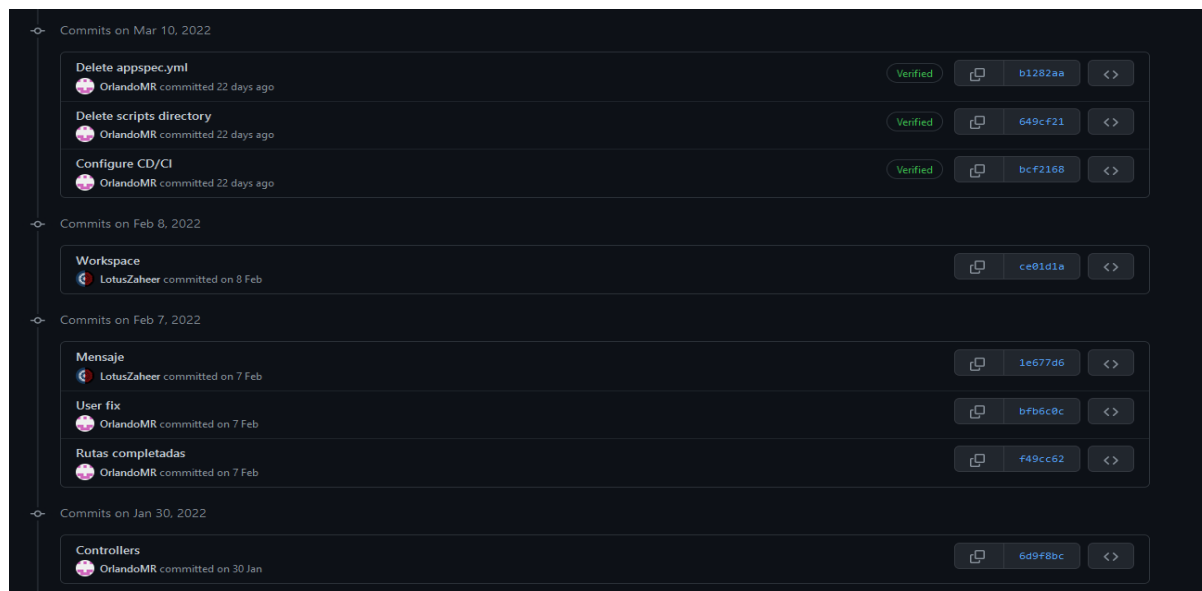 Commits on Mar 10, 2022
Delete appspec.yml
OrlandoMR committed 22 days ago
Verified
b1282aa
Delete scripts directory
OrlandoMR committed 22 days ago
Verified
649cf21
Configure CD/CI
OrlandoMR committed 22 days ago
Verified
bcf2168
Commits on Feb 8, 2022
Workspace
LotusZaheer committed on 8 Feb
ce01d1a
Commits on Feb 7, 2022
Mensaje
LotusZaheer committed on 7 Feb
1e677d6
User fix
OrlandoMR committed on 7 Feb
bfb6c0c
Rutas completadas
OrlandoMR committed on 7 Feb
f49cc62
Commits on Jan 30, 2022
Controllers
OrlandoMR committed on 30 Jan
6d9f8bc